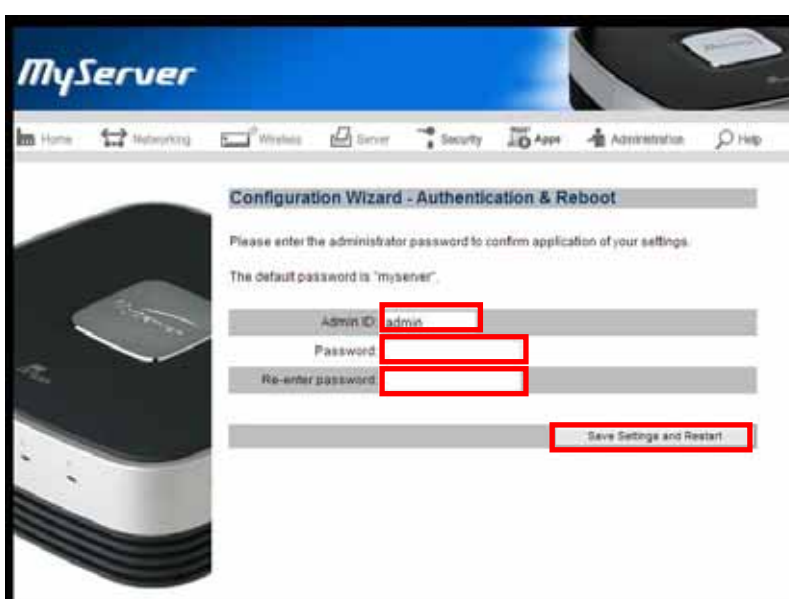 MyServer
Home Networking Wireless Server Security Apps Administration Help
Configuration Wizard - Authentication & Reboot
Please enter the administrator password to confirm application of your settings.
The default password is "myserver".
Admin ID: admin
Password:
Re-enter password:
Save Settings and Restart